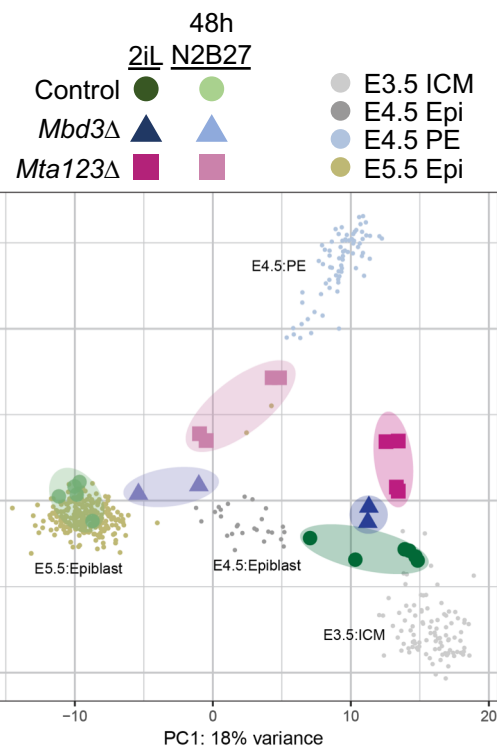 48h
2iL N2B27
Control
Mbd3Δ
Mta123Δ
E3.5 ICM
E4.5 Epi
E4.5 PE
E5.5 Epi
E4.5:PE
E5.5:Epiblast
E4.5:Epiblast
E3.5:ICM
−10 0 10 20
PC1: 18% variance